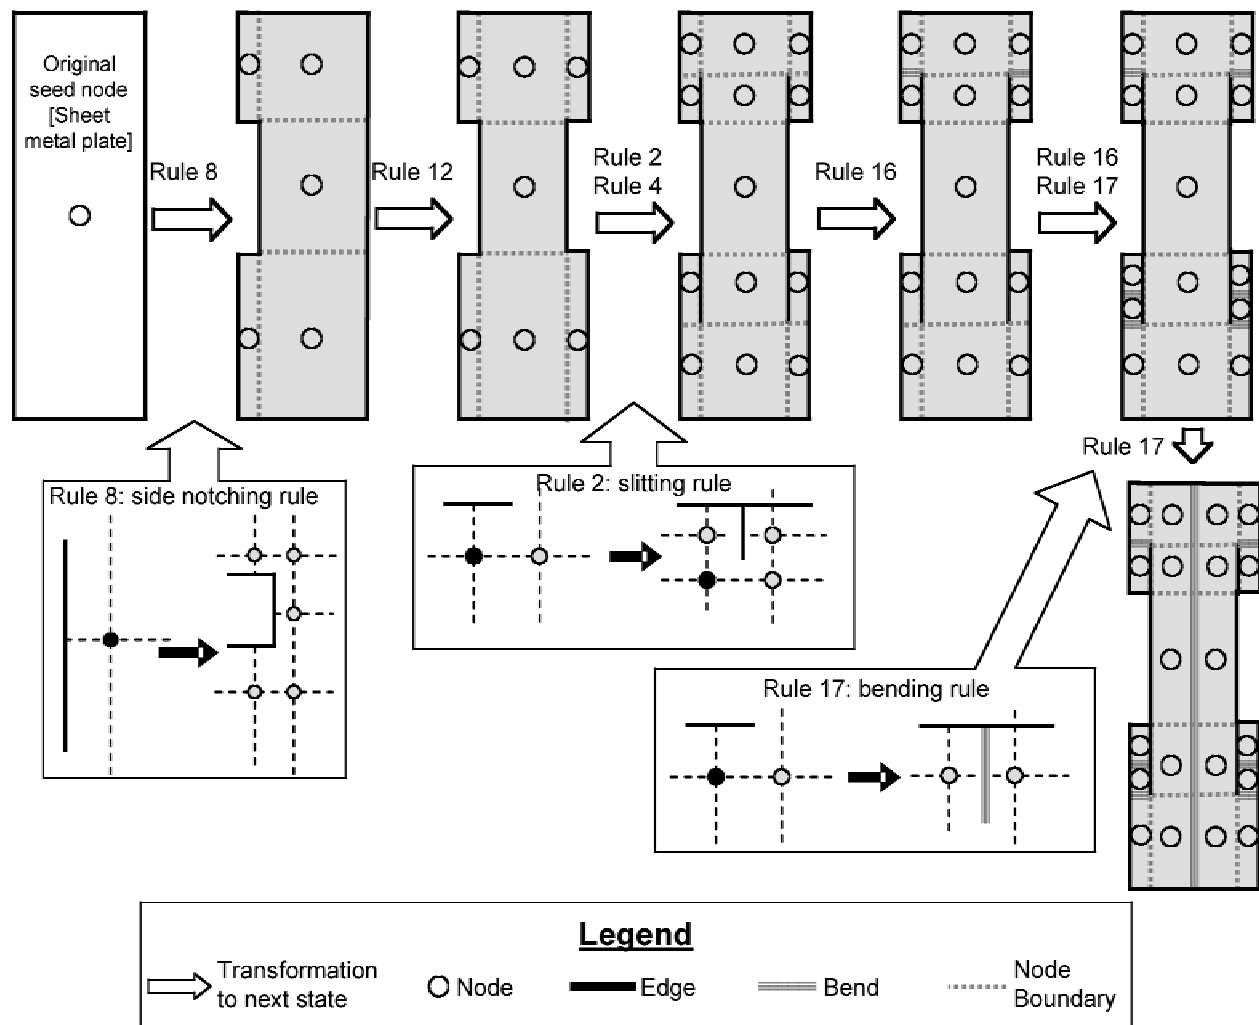 Original
seed node
[Sheet
metal plate]
Rule 8
Rule 12
Rule 2
Rule 4
Rule 16
Rule 16
Rule 17
Rule 17
Rule 8: side notching rule
Rule 2: slitting rule
Rule 17: bending rule
Legend
Transformation
to next state
Node
Edge
Bend
Node
Boundary